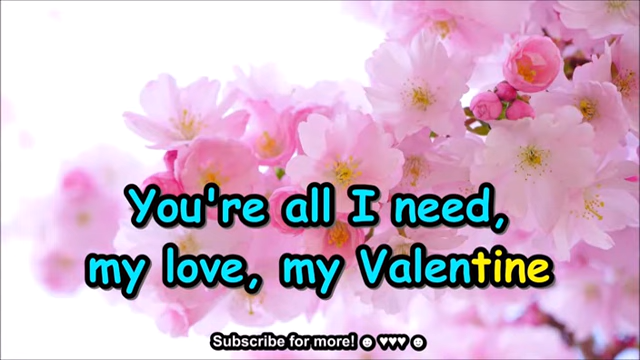 You're all I need,
my love, my Valentine
Subscribe for more! ☻ ♥♥♥ ☻